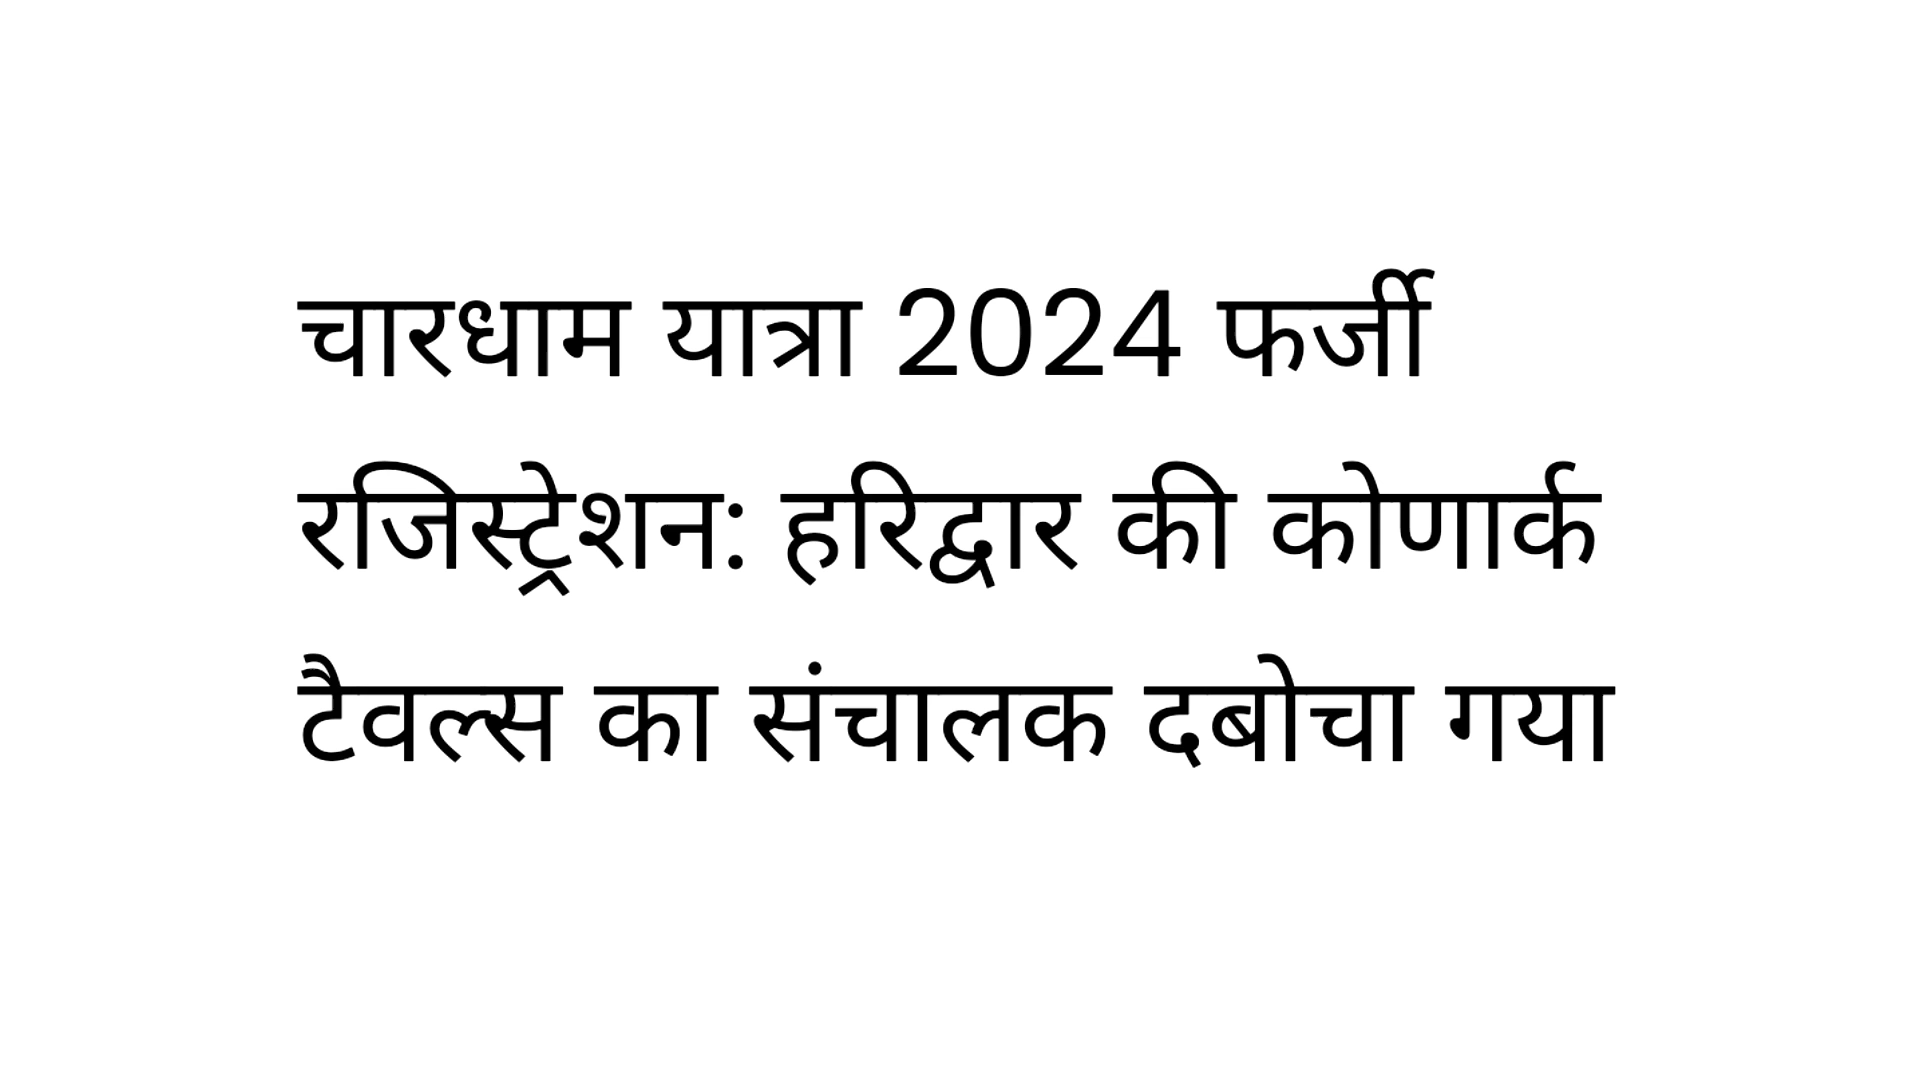 चारधाम यात्रा 2024 फर्जी
रजिस्ट्रेशन: हरिद्वार की कोणार्क
टैवल्स का संचालक दबोचा गया